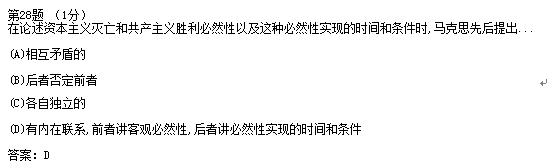 第28题 (1分)
在论述资本主义灭亡和共产主义胜利必然性以及这种必然性实现的时间和条件时,马克思先后提出...
(A)相互矛盾的
(B)后者否定前者
(C)各自独立的
(D)有内在联系,前者讲客观必然性,后者讲必然性实现的时间和条件
答案: D